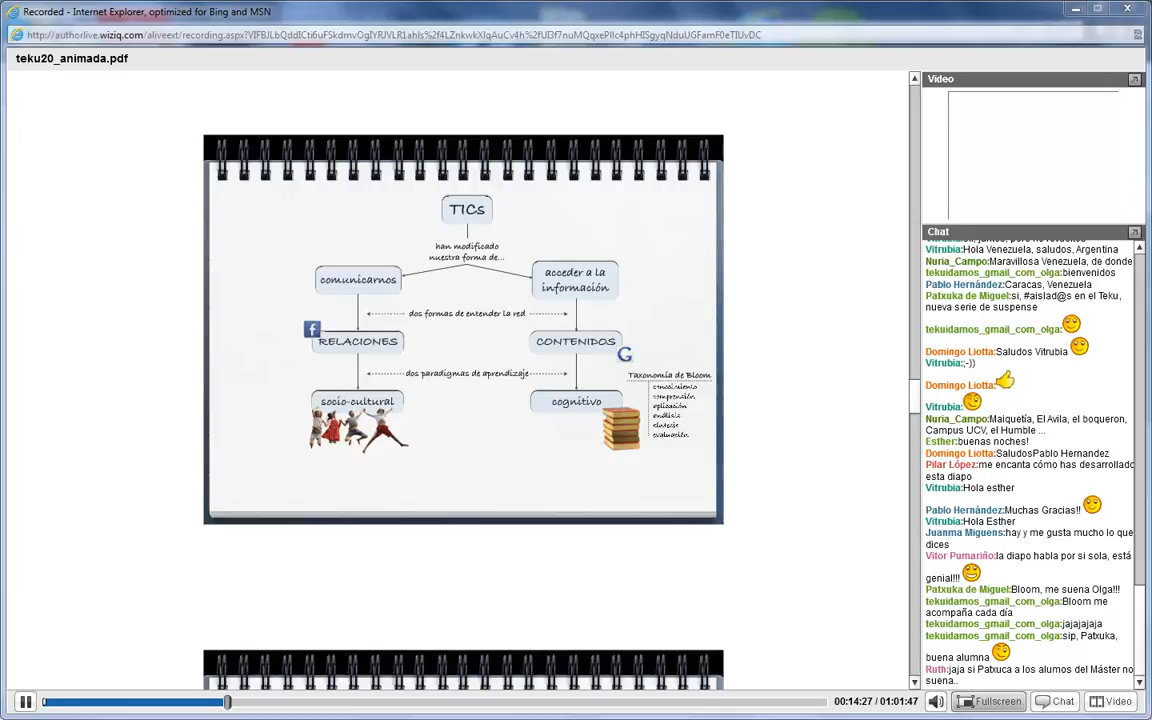 Recorded - Internet Explorer, optimized for Bing and MSN
teku20_animada.pdf
TICs
han modificado
nuestra forma de...
comunicarnos
acceder a la
información
dos formas de entender la red
f
RELACIONES
CONTENIDOS
G
dos paradigmas de aprendizaje
socio-cultural
cognitivo
Taxonomía de Bloom
conocimiento
comprensión
aplicación
análisis
síntesis
evaluación
Video
Chat
Vitrubia:Hola Venezuela, saludos, Argentina
Nuria_Campo:Maravillosa Venezuela, de donde
tekuidamos_gmail_com_olga:bienvenidos
Pablo Hernández:Caracas, Venezuela
Patxuka de Miguel:si, #aislad@s en el Teku,
nueva serie de suspense
tekuidamos_gmail_com_olga:
Domingo Liotta:Saludos Vitrubia
Vitrubia:;-))
Domingo Liotta:
Vitrubia:
Nuria_Campo:Maiquetía, El Avila, el boqueron,
Campus UCV, el Humble ...
Esther:buenas noches!
Domingo Liotta:SaludosPablo Hernandez
Pilar López:me encanta cómo has desarrollado
esta diapo
Vitrubia:Hola esther
Pablo Hernández:Muchas Gracias!!
Vitrubia:Hola Esther
Juanma Miguens:hay y me gusta mucho lo que
dices
Vitor Pumariño:la diapo habla por si sola, está
genial!!!
Patxuka de Miguel:Bloom, me suena Olga!!!
tekuidamos_gmail_com_olga:Bloom me
acompaña cada día
tekuidamos_gmail_com_olga:jajajajaja
tekuidamos_gmail_com_olga:sip, Patxuka,
buena alumna
Ruth:jaja si Patxuca a los alumos del Máster no
suena..
00:14:27 / 01:01:47
Fullscreen
Chat
Video